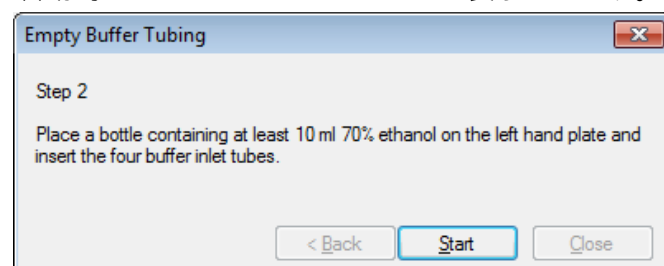 Empty Buffer Tubing
Step 2
Place a bottle containing at least 10 ml 70% ethanol on the left hand plate and
insert the four buffer inlet tubes.
< Back Start Close